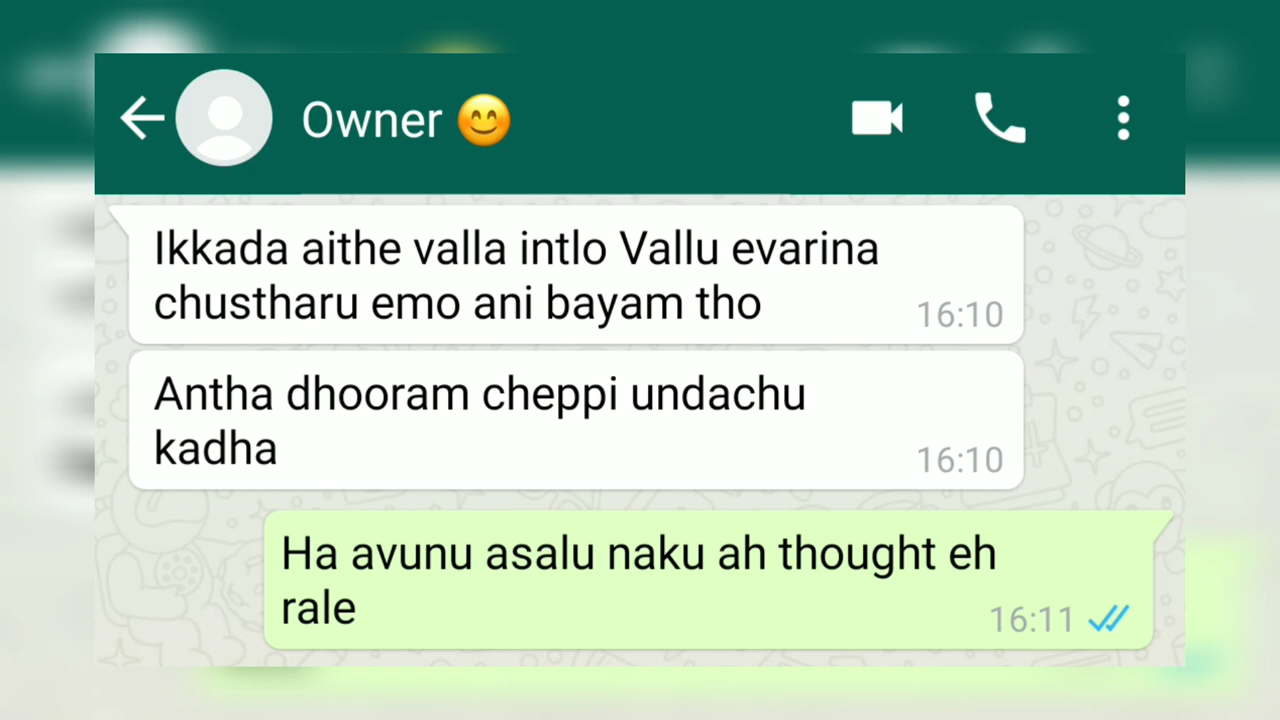 Owner 😊
Ikkada aithe valla intlo Vallu evarina
chustharu emo ani bayam tho
16:10
Antha dhooram cheppi undachu
kadha
16:10
Ha avunu asalu naku ah thought eh
rale
16:11